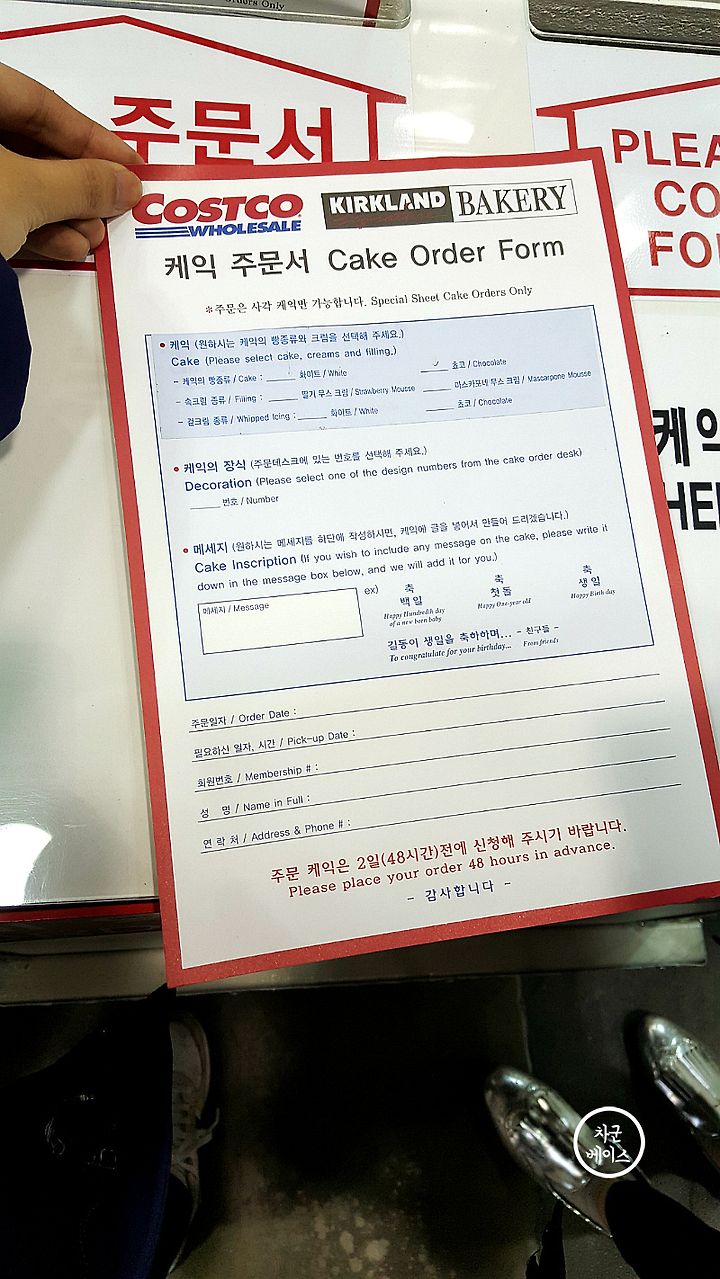 Orders Only
주문서
PLEA
CO
FO
COSTCO
WHOLESALE
KIRKLAND BAKERY
케익 주문서 Cake Order Form
*주문은 사각 케익만 가능합니다. Special Sheet Cake Orders Only
• 케익 (원하시는 케익의 빵종류와 크림을 선택해 주세요.)
Cake (Please select cake, creams and filling.)
- 케익의 빵종류 / Cake : ______ 화이트 / White ______ 쵸코 / Chocolate
- 속크림 종류 / Filling : ______ 딸기 무스 크림 / Strawberry Mousse ______ 마스카포네 무스 크림 / Mascarpone Mousse
- 겉크림 종류 / Whipped Icing : ______ 화이트 / White ______ 쵸코 / Chocolate
• 케익의 장식 (주문데스크에 있는 번호를 선택해 주세요.)
Decoration (Please select one of the design numbers from the cake order desk)
______ 번호 / Number
• 메세지 (원하시는 메세지를 하단에 작성하시면, 케익에 글을 넣어서 만들어 드리겠습니다.)
Cake Inscription (If you wish to include any message on the cake, please write it
down in the message box below, and we will add it for you.)
메세지 / Message
ex)
축
백일
Happy Hundredth day
of a new born baby
축
첫돌
Happy One-year old
축
생일
Happy Birth day
길동이 생일을 축하하며... - 친구들 -
To congratulate for your birthday... From friends
주문일자 / Order Date :
필요하신 일자, 시간 / Pick-up Date :
회원번호 / Membership # :
성 명 / Name in Full :
연 락 처 / Address & Phone # :
주문 케익은 2일(48시간)전에 신청해 주시기 바랍니다.
Please place your order 48 hours in advance.
- 감사합니다 -
케익
HEE
차군
베이스